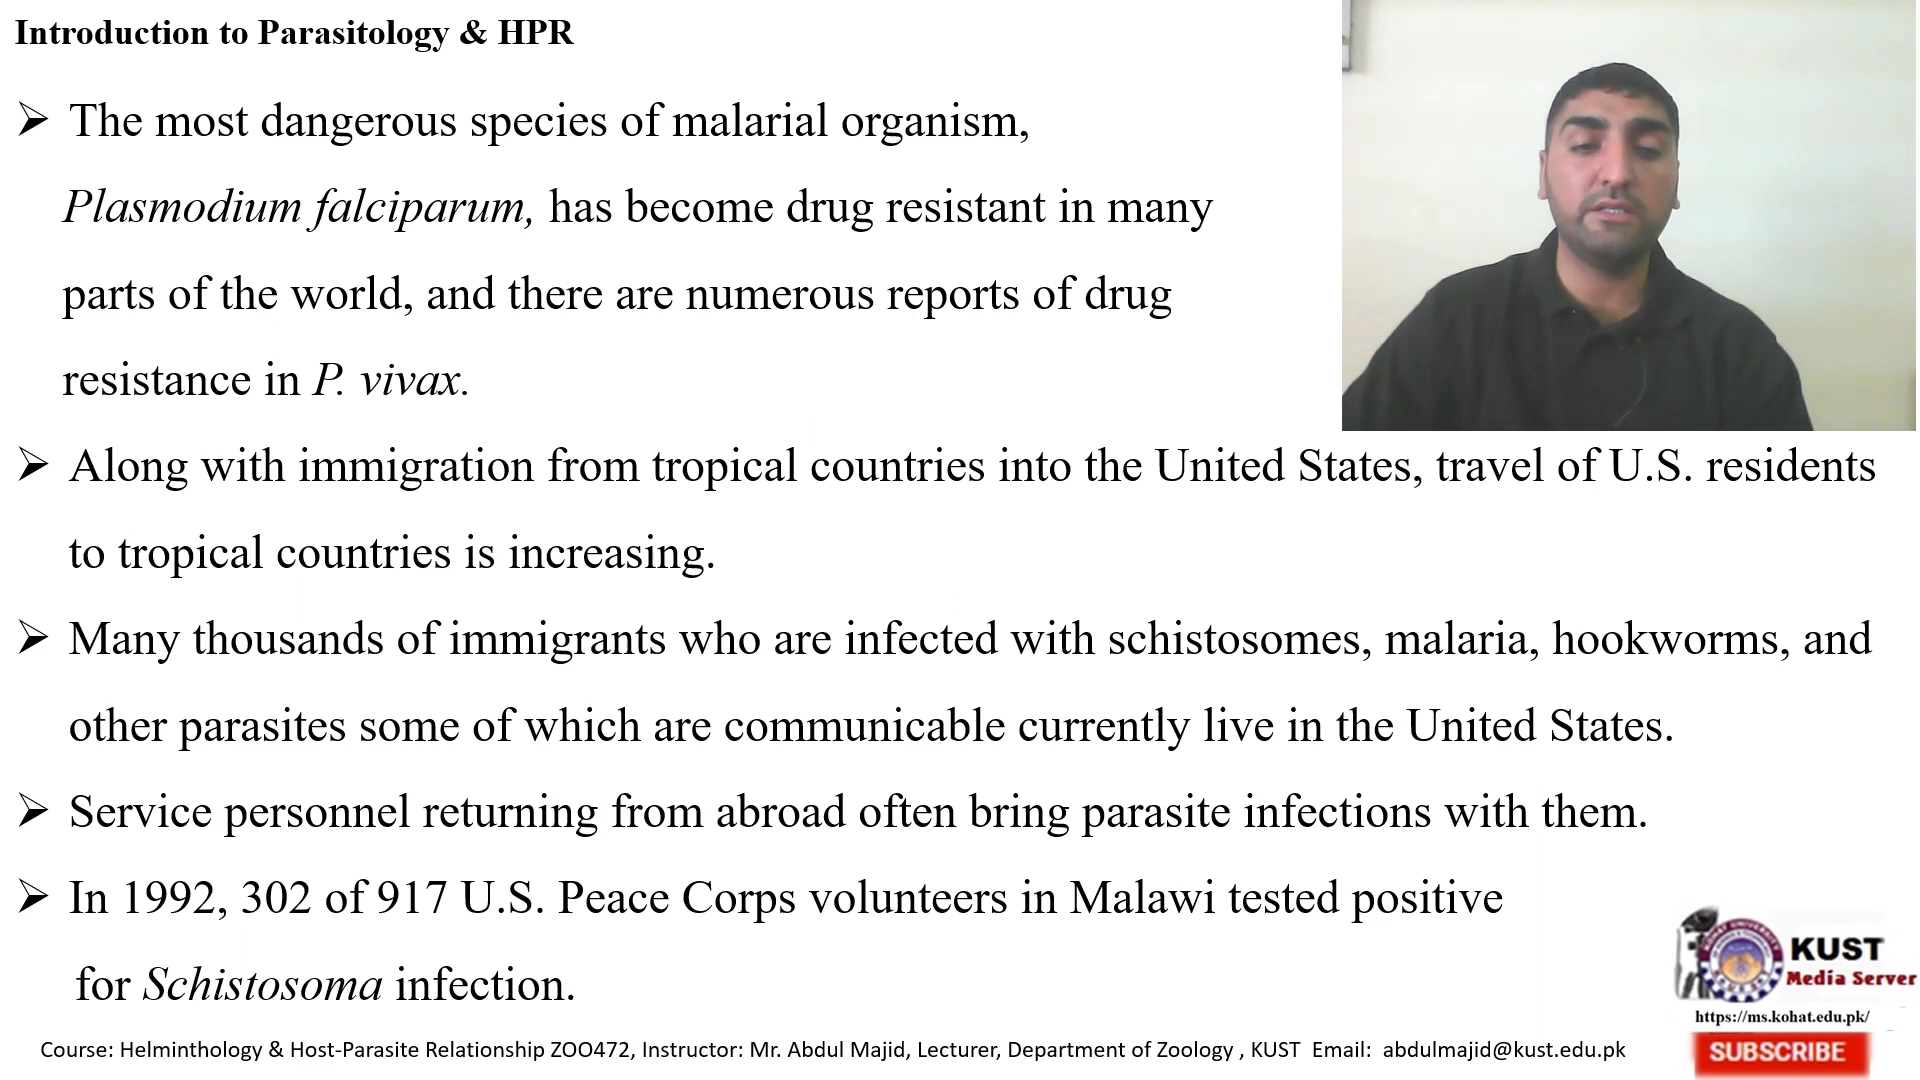 Introduction to Parasitology & HPR
➢ The most dangerous species of malarial organism,
Plasmodium falciparum, has become drug resistant in many
parts of the world, and there are numerous reports of drug
resistance in P. vivax.
➢ Along with immigration from tropical countries into the United States, travel of U.S. residents
to tropical countries is increasing.
➢ Many thousands of immigrants who are infected with schistosomes, malaria, hookworms, and
other parasites some of which are communicable currently live in the United States.
➢ Service personnel returning from abroad often bring parasite infections with them.
➢ In 1992, 302 of 917 U.S. Peace Corps volunteers in Malawi tested positive
for Schistosoma infection.
KUST
Media Server
https://ms.kohat.edu.pk/
SUBSCRIBE
Course: Helminthology & Host-Parasite Relationship ZOO472, Instructor: Mr. Abdul Majid, Lecturer, Department of Zoology , KUST Email: abdulmajid@kust.edu.pk